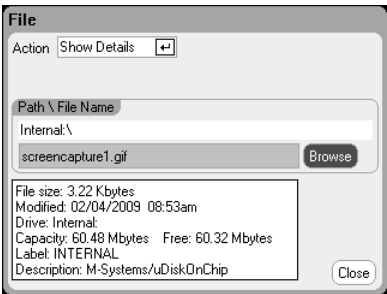 File
Action Show Details
Path \ File Name
Internal:\
screencapture1.gif Browse
File size: 3.22 Kbytes
Modified: 02/04/2009 08:53am
Drive: Internal:
Capacity: 60.48 Mbytes Free: 60.32 Mbytes
Label: INTERNAL
Description: M-Systems/uDiskOnChip
Close